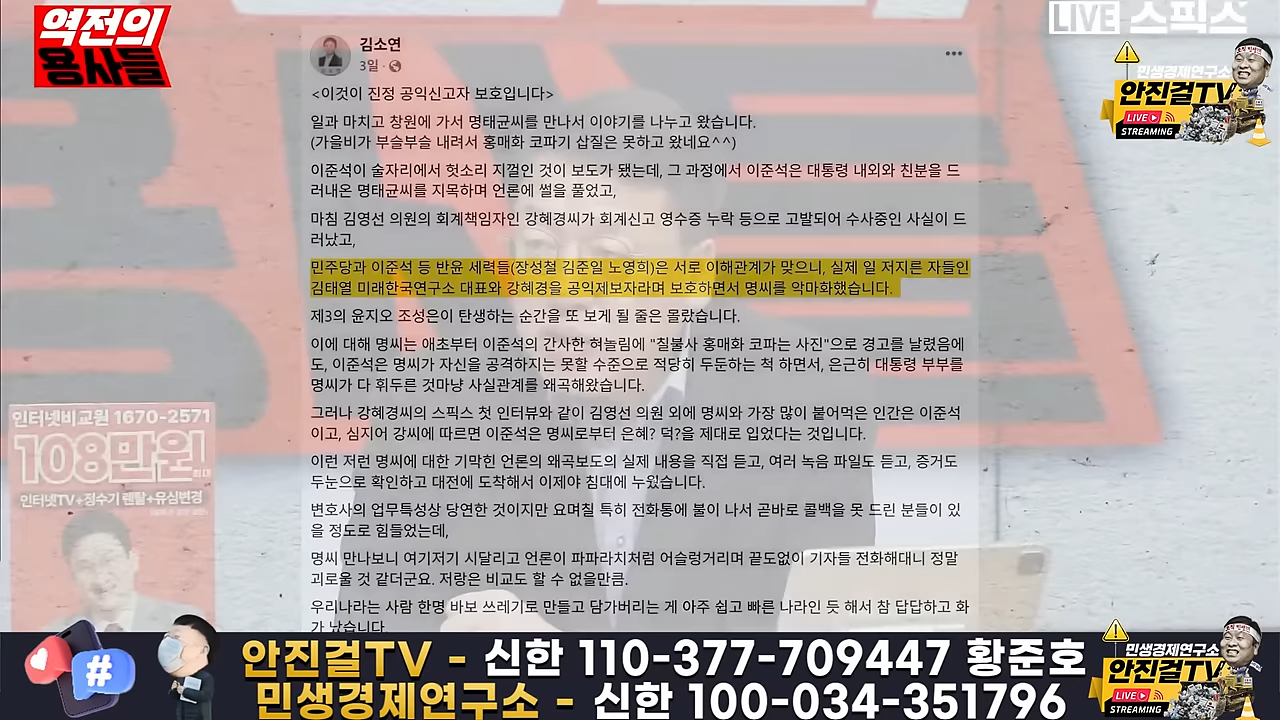 역전의
용사들
LIVE 스픽스
민생경제연구소
안진걸TV
LIVE
STREAMING
김소연
3일
<이것이 진정 공익신고자 보호입니다>
일과 마치고 창원에 가서 명태균씨를 만나서 이야기를 나누고 왔습니다.
(가을비가 부슬부슬 내려서 홍매화 코파기 삽질은 못하고 왔네요^^)
이준석이 술자리에서 헛소리 지껄인 것이 보도가 됐는데, 그 과정에서 이준석은 대통령 내외와 친분을 드
러내온 명태균씨를 지목하며 언론에 썰을 풀었고,
마침 김영선 의원의 회계책임자인 강혜경씨가 회계신고 영수증 누락 등으로 고발되어 수사중인 사실이 드
러났고,
민주당과 이준석 등 반윤 세력들(장성철 김준일 노영희)은 서로 이해관계가 맞으니, 실제 일 저지른 자들인
김태열 미래한국연구소 대표와 강혜경을 공익제보자라며 보호하면서 명씨를 악마화했습니다.
제3의 윤지오 조성은이 탄생하는 순간을 또 보게 될 줄은 몰랐습니다.
이에 대해 명씨는 애초부터 이준석의 간사한 혀놀림에 "칠불사 홍매화 코파는 사진"으로 경고를 날렸음에
도, 이준석은 명씨가 자신을 공격하지는 못할 수준으로 적당히 두둔하는 척 하면서, 은근히 대통령 부부를
명씨가 다 휘두른 것마냥 사실관계를 왜곡해왔습니다.
그러나 강혜경씨의 스픽스 첫 인터뷰와 같이 김영선 의원 외에 명씨와 가장 많이 붙어먹은 인간은 이준석
이고, 심지어 강씨에 따르면 이준석은 명씨로부터 은혜? 덕?을 제대로 입었다는 것입니다.
이런 저런 명씨에 대한 기막힌 언론의 왜곡보도의 실제 내용을 직접 듣고, 여러 녹음 파일도 듣고, 증거도
두눈으로 확인하고 대전에 도착해서 이제야 침대에 누웠습니다.
변호사의 업무특성상 당연한 것이지만 요며칠 특히 전화통에 불이 나서 곧바로 콜백을 못 드린 분들이 있
을 정도로 힘들었는데,
명씨 만나보니 여기저기 시달리고 언론이 파파라치처럼 어슬렁거리며 끝도없이 기자들 전화해대니 정말
괴로울 것 같더군요. 저랑은 비교도 할 수 없을만큼.
우리나라는 사람 한명 바보 쓰레기로 만들고 담가버리는 게 아주 쉽고 빠른 나라인 듯 해서 참 답답하고 화
가 났습니다.
인터넷비교원 1670-2571
108만원
최대
인터넷TV+정수기 렌탈+유심변경
#
안진걸TV - 신한 110-377-709447 황준호
민생경제연구소 - 신한 100-034-351796
민생경제연구소
안진걸TV
LIVE
STREAMING